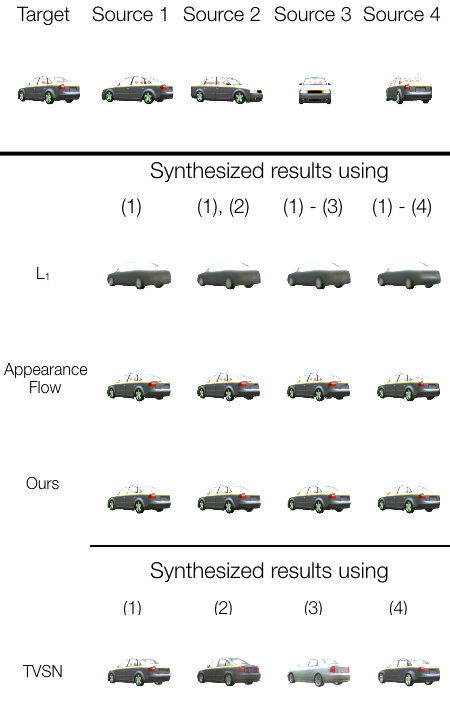 Target Source 1 Source 2 Source 3 Source 4
Synthesized results using
(1) (1), (2) (1) - (3) (1) - (4)
L₁
Appearance
Flow
Ours
Synthesized results using
(1) (2) (3) (4)
TVSN